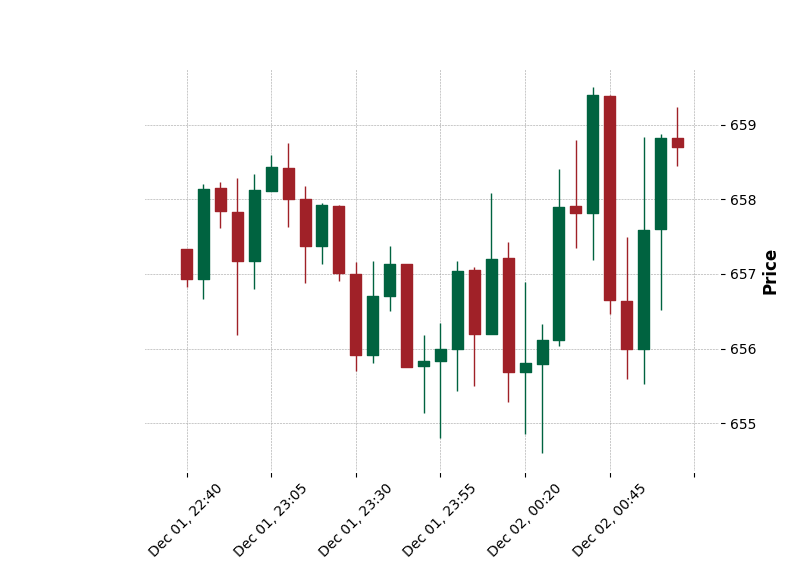 659
658
657
656
655
Price
Dec 01, 22:40
Dec 01, 23:05
Dec 01, 23:30
Dec 01, 23:55
Dec 02, 00:20
Dec 02, 00:45